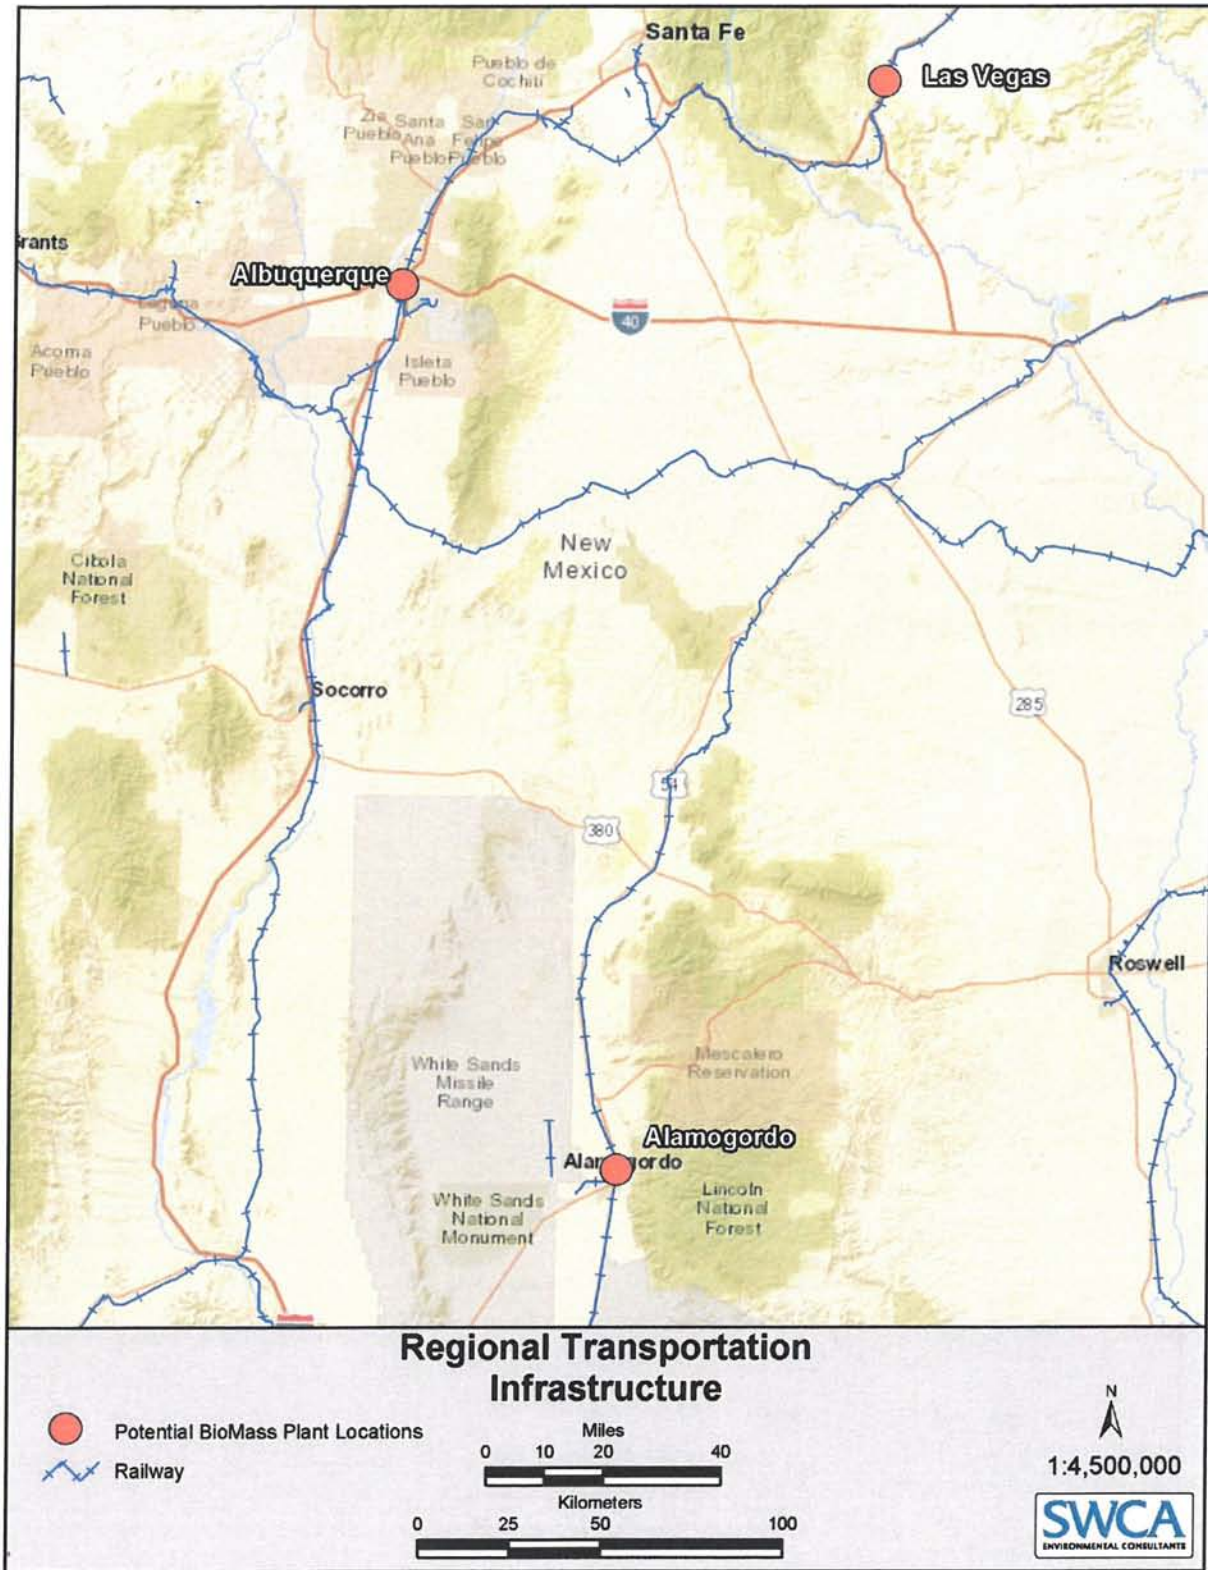 Santa Fe
Las Vegas
Pueblo de
Cochiti
Zia
Pueblo
Santa
Ana
Pueblo
San
Felipe
Pueblo
Grants
Albuquerque
Laguna
Pueblo
40
Acoma
Pueblo
Isleta
Pueblo
New
Mexico
Cibola
National
Forest
Socorro
285
54
380
Roswell
White Sands
Missile
Range
Mescalero
Reservation
Alamogordo
Alamogordo
White Sands
National
Monument
Lincoln
National
Forest
Regional Transportation
Infrastructure
Potential BioMass Plant Locations
Railway
Miles
0 10 20 40
Kilometers
0 25 50 100
N
1:4,500,000
SWCA
ENVIRONMENTAL CONSULTANTS